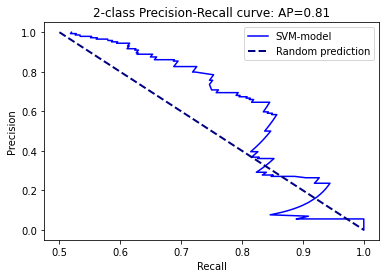 2-class Precision-Recall curve: AP=0.81
SVM-model
Random prediction
Precision
1.0
0.8
0.6
0.4
0.2
0.0
0.5
0.6
0.7
0.8
0.9
1.0
Recall